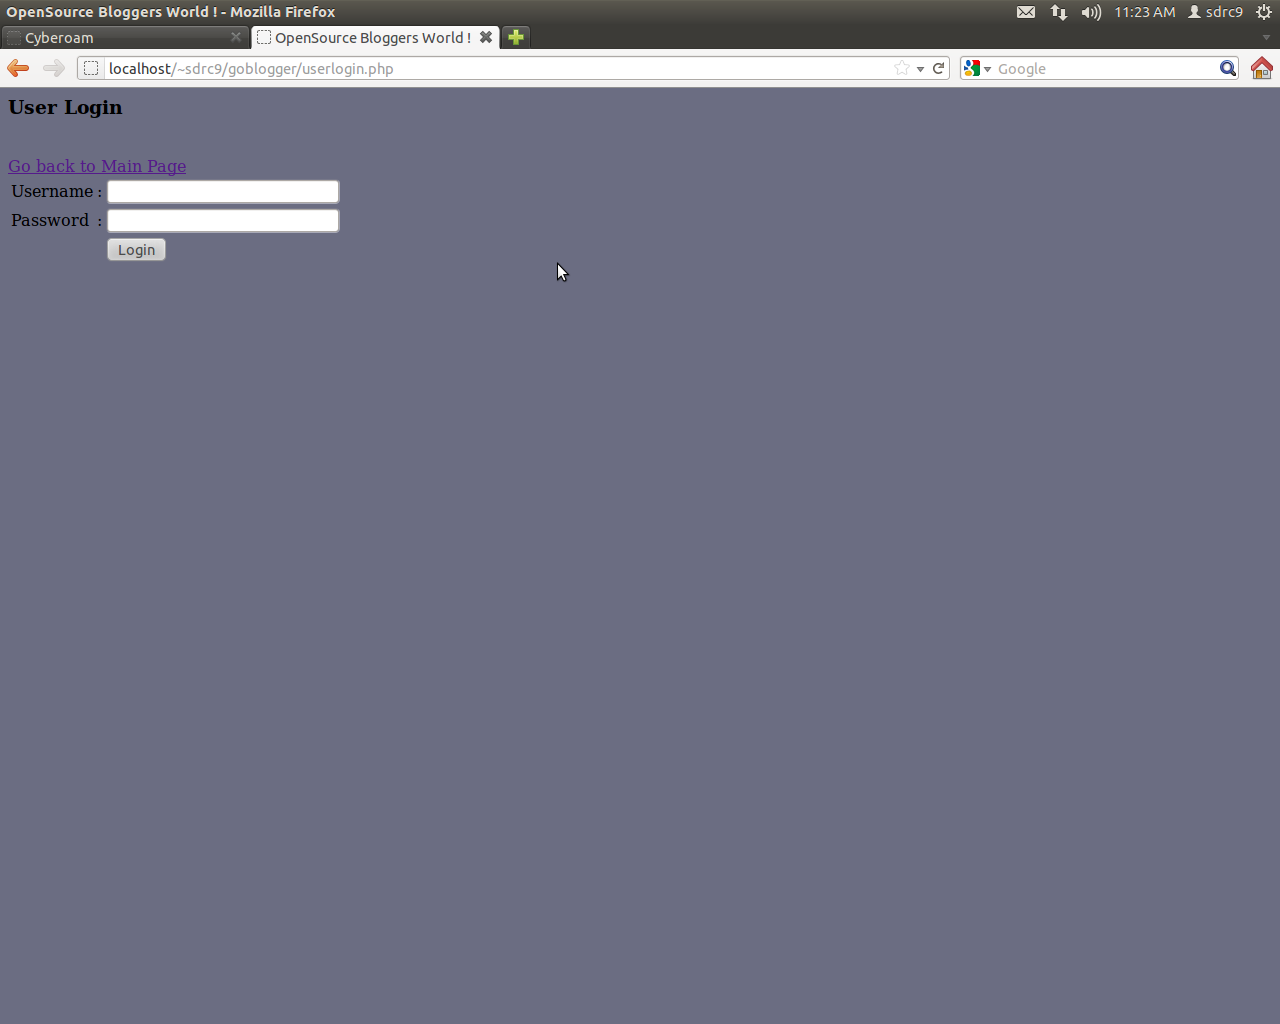 OpenSource Bloggers World ! - Mozilla Firefox
11:23 AM sdrc9
Cyberoam
OpenSource Bloggers World !
localhost/~sdrc9/goblogger/userlogin.php
Google
User Login
Go back to Main Page
Username :
Password :
Login